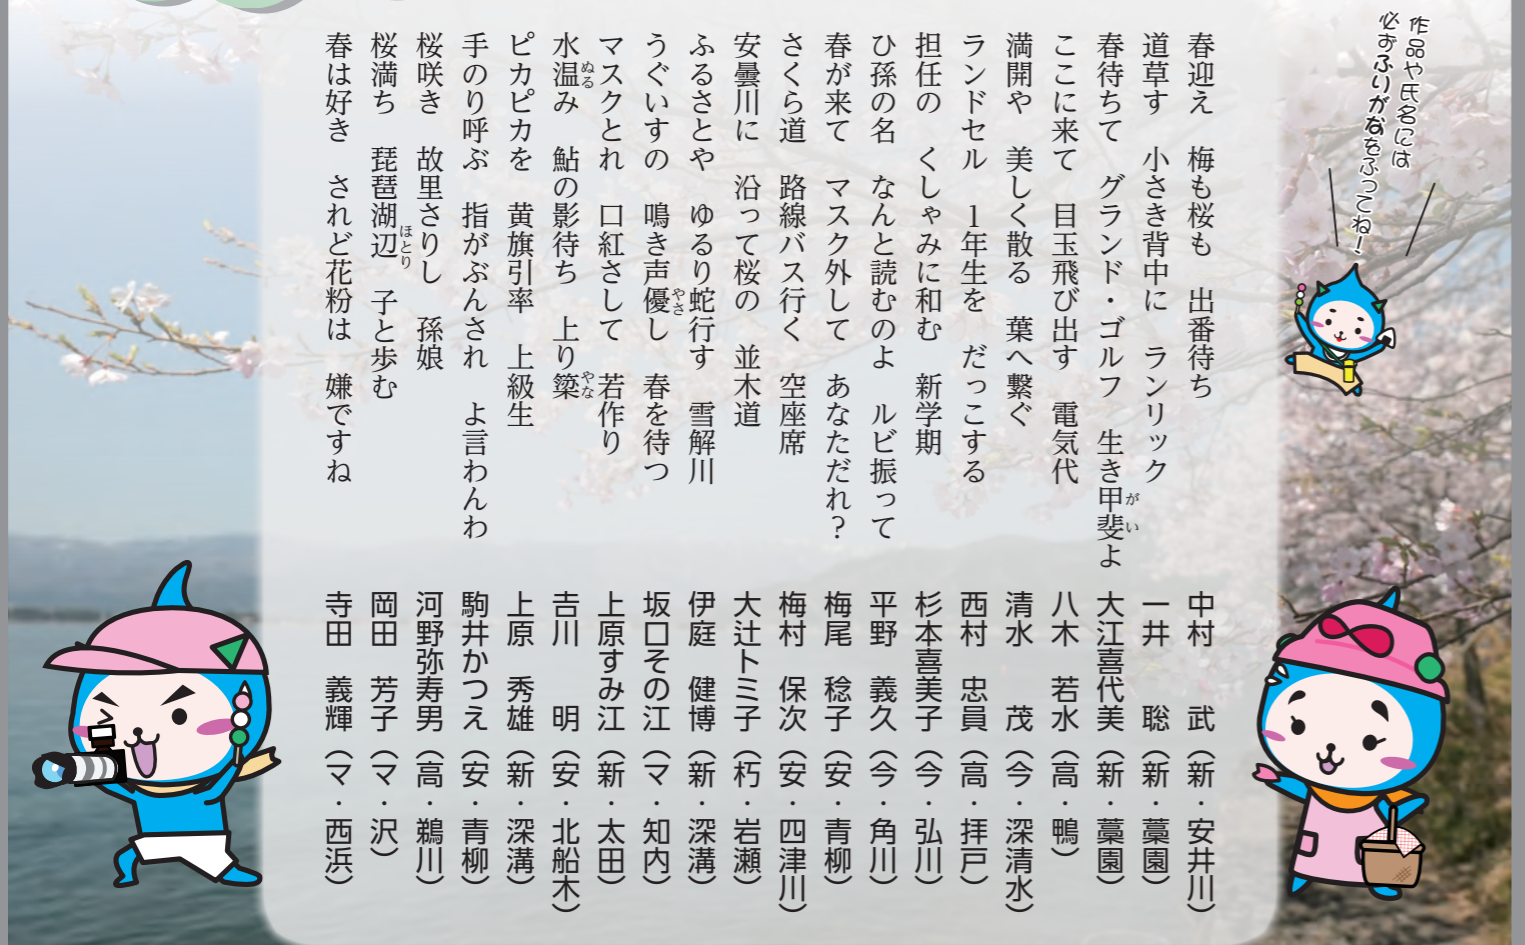 作品や氏名には
必ずふりがなをふってね！
春迎え　梅も桜も　出番待ち　中村　武（新・安井川）
道草す　小さき背中に　ランリック　一井　聡（新・藁園）
春待ちて　グランド・ゴルフ　生き甲斐よ　大江喜代美（新・藁園）
がい
ここに来て　目玉飛び出す　電気代　八木　若水（高・鴨）
満開や　美しく散る　葉へ繋ぐ　清水　茂（今・深清水）
ランドセル　１年生を　だっこする　西村　忠員（高・拝戸）
担任の　くしゃみに和む　新学期　杉本喜美子（今・弘川）
ひ孫の名　なんと読むのよ　ルビ振って　平野　義久（今・角川）
春が来て　マスク外して　あなただれ？　梅尾　稔子（安・青柳）
さくら道　路線バス行く　空座席　梅村　保次（安・四津川）
安曇川に　沿って桜の　並木道　大辻トミ子（朽・岩瀬）
ふるさとや　ゆるり蛇行す　雪解川　伊庭　健博（新・深溝）
うぐいすの　鳴き声優し　春を待つ　坂口その江（マ・知内）
やさ
マスクとれ　口紅さして　若作り　上原すみ江（新・太田）
水温み　鮎の影待ち　上り簗　吉川　明（安・北船木）
ぬる　やな
ピカピカを　黄旗引率　上級生　上原　秀雄（新・深溝）
手のり呼ぶ　指がぶんされ　よ言わんわ　駒井かつえ（安・青柳）
桜咲き　故里さりし　孫娘　河野弥寿男（高・鵜川）
桜満ち　琵琶湖辺　子と歩む　岡田　芳子（マ・沢）
ほとり
春は好き　されど花粉は　嫌ですね　寺田　義輝（マ・西浜）